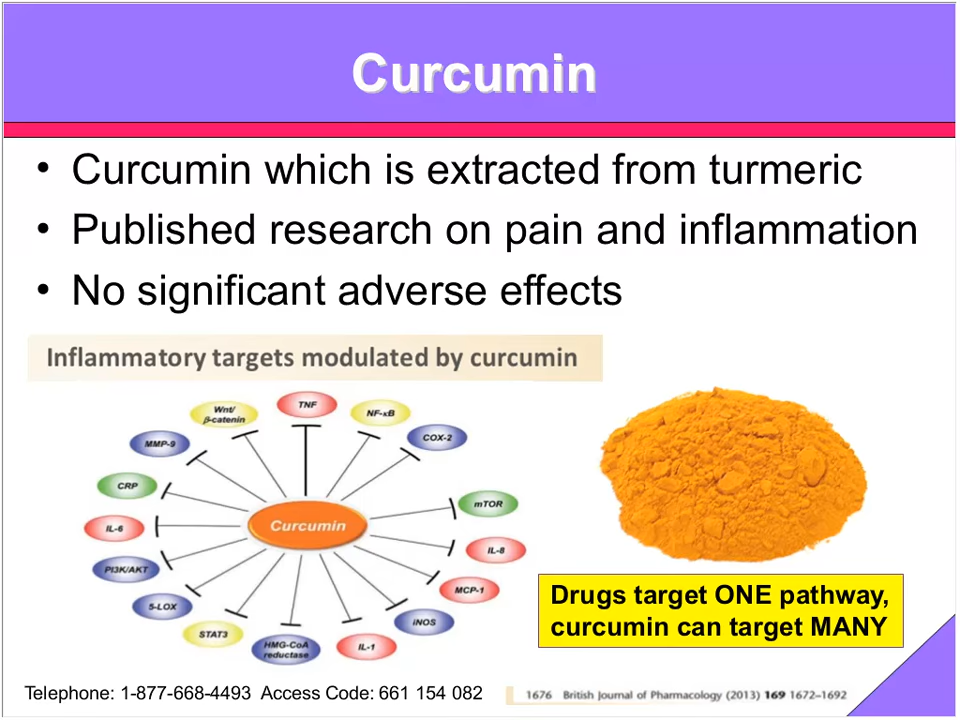 Curcumin
• Curcumin which is extracted from turmeric
• Published research on pain and inflammation
• No significant adverse effects
Inflammatory targets modulated by curcumin
TNF
Wnt/
β-catenin
NF-κB
MMP-9
COX-2
CRP
mTOR
IL-6
Curcumin
IL-8
PI3K/AKT
MCP-1
5-LOX
iNOS
STAT3
HMG-CoA
reductase
IL-1
Drugs target ONE pathway,
curcumin can target MANY
Telephone: 1-877-668-4493 Access Code: 661 154 082
1676 British Journal of Pharmacology (2013) 169 1672–1692